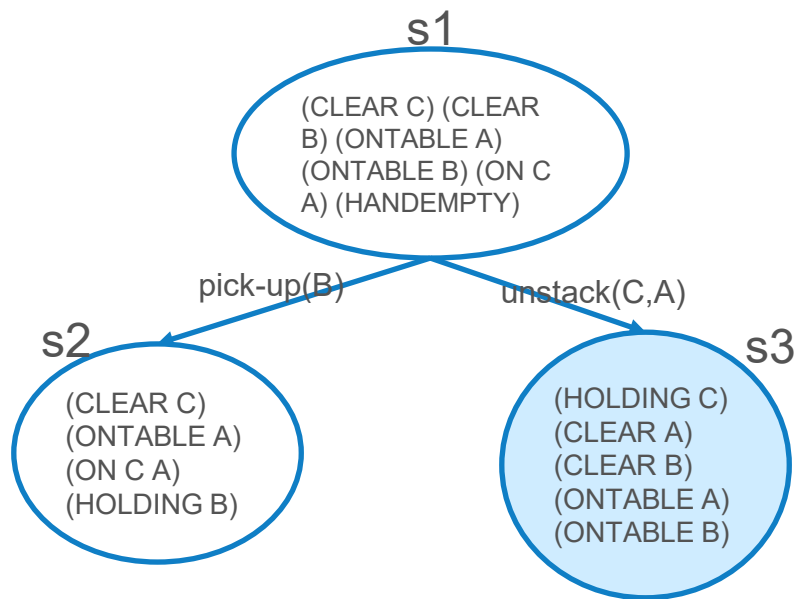 s1
(CLEAR C) (CLEAR
B) (ONTABLE A)
(ONTABLE B) (ON C
A) (HANDEMPTY)
pick-up(B)
unstack(C,A)
s2
(CLEAR C)
(ONTABLE A)
(ON C A)
(HOLDING B)
s3
(HOLDING C)
(CLEAR A)
(CLEAR B)
(ONTABLE A)
(ONTABLE B)